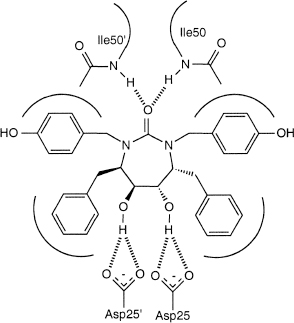 Ile50' Ile50
O N N O
H H
O
HO N N OH
O O
H H
O - O O - O
Asp25' Asp25